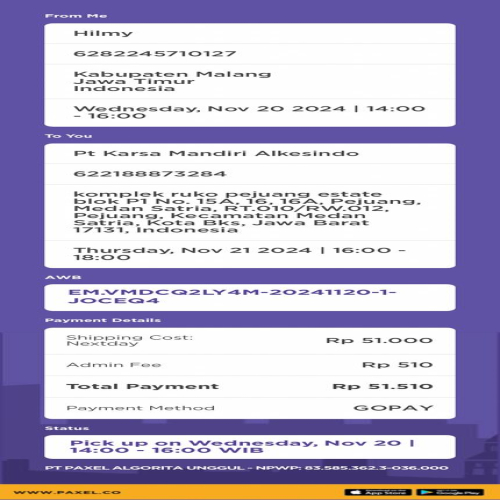 From Me
Hilmy
6282245710127
Kabupaten Malang
Jawa Timur
Indonesia
Wednesday, Nov 20 2024 | 14:00
- 16:00
To You
Pt Karsa Mandiri Alkesindo
622188873284
komplek ruko pejuang estate
blok P1 No. 15A, 16, 16A, Pejuang,
Medan Satria, RT.010/RW.012,
Pejuang, Kecamatan Medan
Satria, Kota Bks, Jawa Barat
17131, Indonesia
Thursday, Nov 21 2024 | 16:00 -
18:00
AWB
EM.VMDCQ2LY4M-20241120-1-
JOCEQ4
Payment Details
Shipping Cost:
Nextday
Rp 51.000
Admin Fee
Rp 510
Total Payment
Rp 51.510
Payment Method
GOPAY
Status
Pick up on Wednesday, Nov 20 |
14:00 - 16:00 WIB
PT PAXEL ALGORITA UNGGUL - NPWP: 83.585.362.3-036.000
WWW.PAXEL.CO
App Store
Google Play